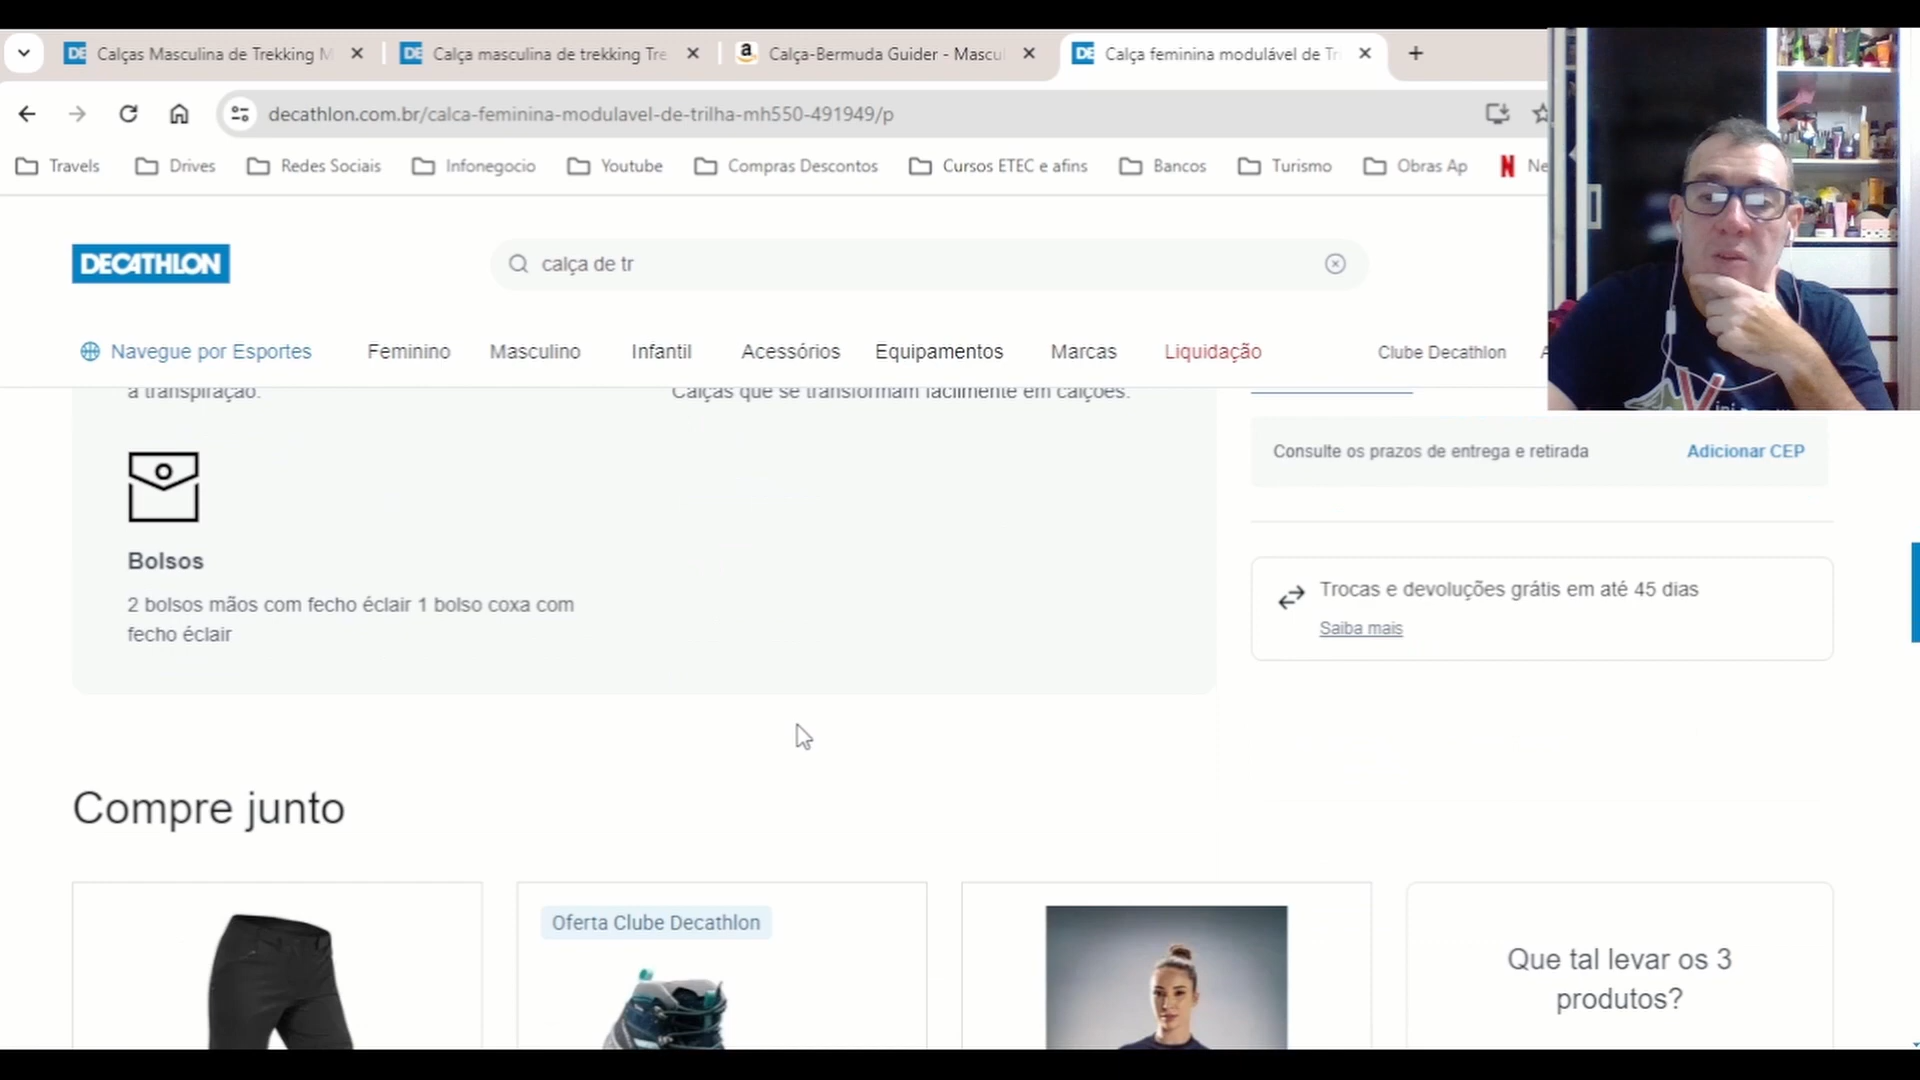 Calças Masculina de Trekking
Calça masculina de trekking Tre
Calça-Bermuda Guider - Mascul
Calça feminina modulável de Tr
decathlon.com.br/calca-feminina-modulavel-de-trilha-mh550-491949/p
Travels
Drives
Redes Sociais
Infonegocio
Youtube
Compras Descontos
Cursos ETEC e afins
Bancos
Turismo
Obras Ap
N
Ne
DECATHLON
calça de tr
Navegue por Esportes
Feminino
Masculino
Infantil
Acessórios
Equipamentos
Marcas
Liquidação
Clube Decathlon
a transpiração.
Calças que se transformam facilmente em calções.
Consulte os prazos de entrega e retirada
Adicionar CEP
Bolsos
2 bolsos mãos com fecho éclair 1 bolso coxa com
fecho éclair
Trocas e devoluções grátis em até 45 dias
Saiba mais
Compre junto
Oferta Clube Decathlon
Que tal levar os 3
produtos?